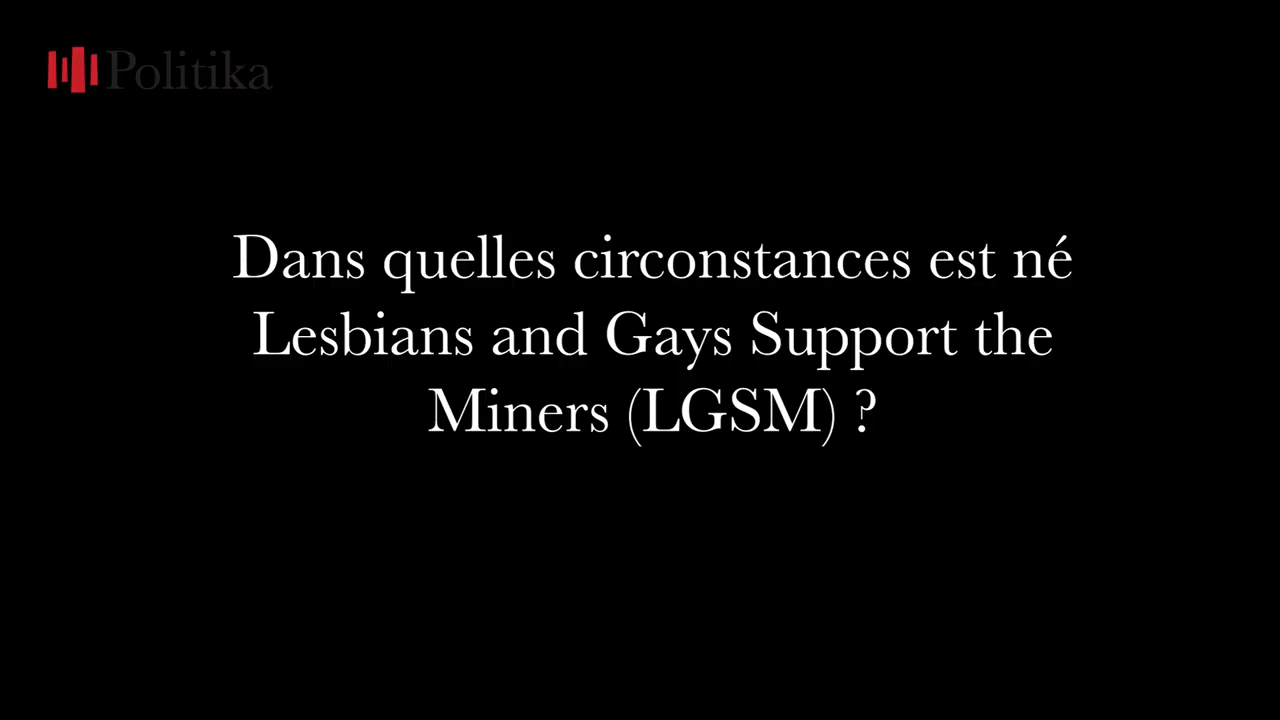 Politika
Dans quelles circonstances est né
Lesbians and Gays Support the
Miners (LGSM) ?